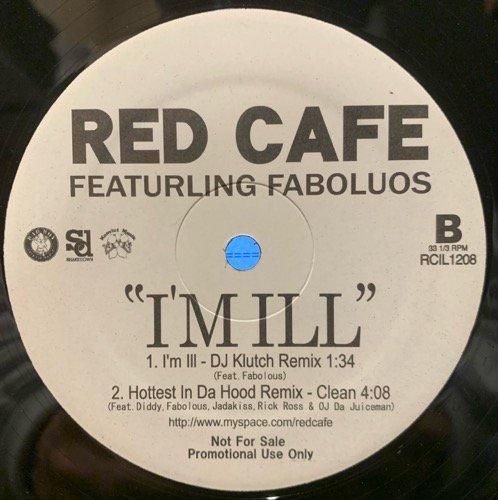 RED CAFE
FEATURLING FABOLUOS
SHAKEDOWN
B
33 1/3 RPM
RCIL1208
"I'M ILL"
1. I'm Ill - DJ Klutch Remix 1:34
(Feat. Fabolous)
2. Hottest In Da Hood Remix - Clean 4:08
(Feat. Diddy, Fabolous, Jadakiss, Rick Ross & OJ Da Juiceman)
http://www.myspace.com/redcafe
Not For Sale
Promotional Use Only